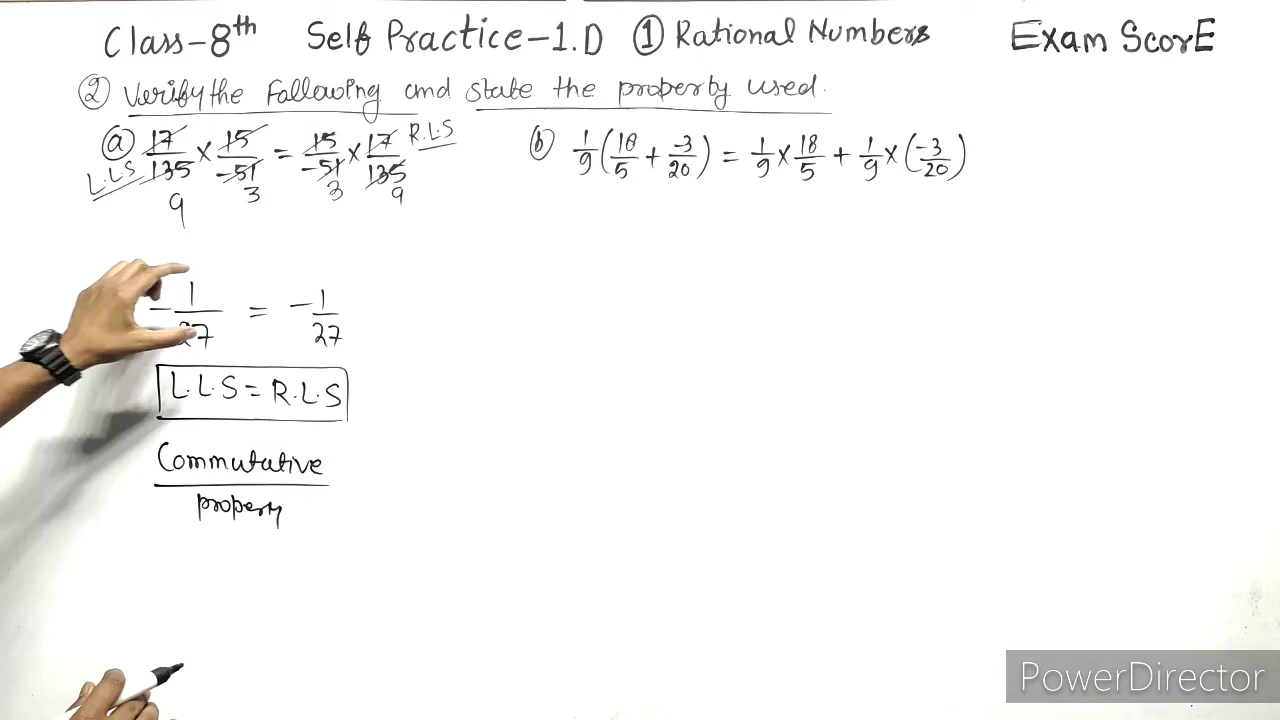 Class-8th Self Practice-1.D ① Rational Numbers Exam ScorE
② Verify the Following and state the property used.
ⓐ 17/135 × 15/-51 = 15/-51 × 17/135 R.L.S
L.L.S 9 3 3 9
ⓑ 1/9(18/5 + -3/20) = 1/9 × 18/5 + 1/9 × (-3/20)
-1/27 = -1/27
L.L.S = R.L.S
Commutative
property
PowerDirector